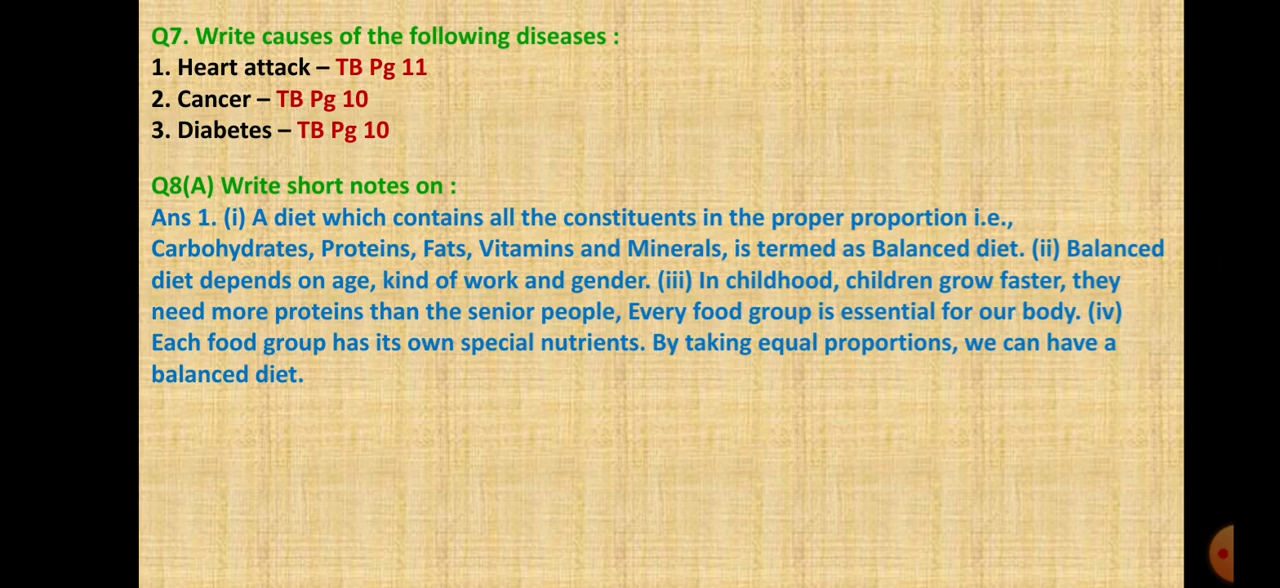 Q7. Write causes of the following diseases :
1. Heart attack – TB Pg 11
2. Cancer – TB Pg 10
3. Diabetes – TB Pg 10
Q8(A) Write short notes on :
Ans 1. (i) A diet which contains all the constituents in the proper proportion i.e.,
Carbohydrates, Proteins, Fats, Vitamins and Minerals, is termed as Balanced diet. (ii) Balanced
diet depends on age, kind of work and gender. (iii) In childhood, children grow faster, they
need more proteins than the senior people, Every food group is essential for our body. (iv)
Each food group has its own special nutrients. By taking equal proportions, we can have a
balanced diet.